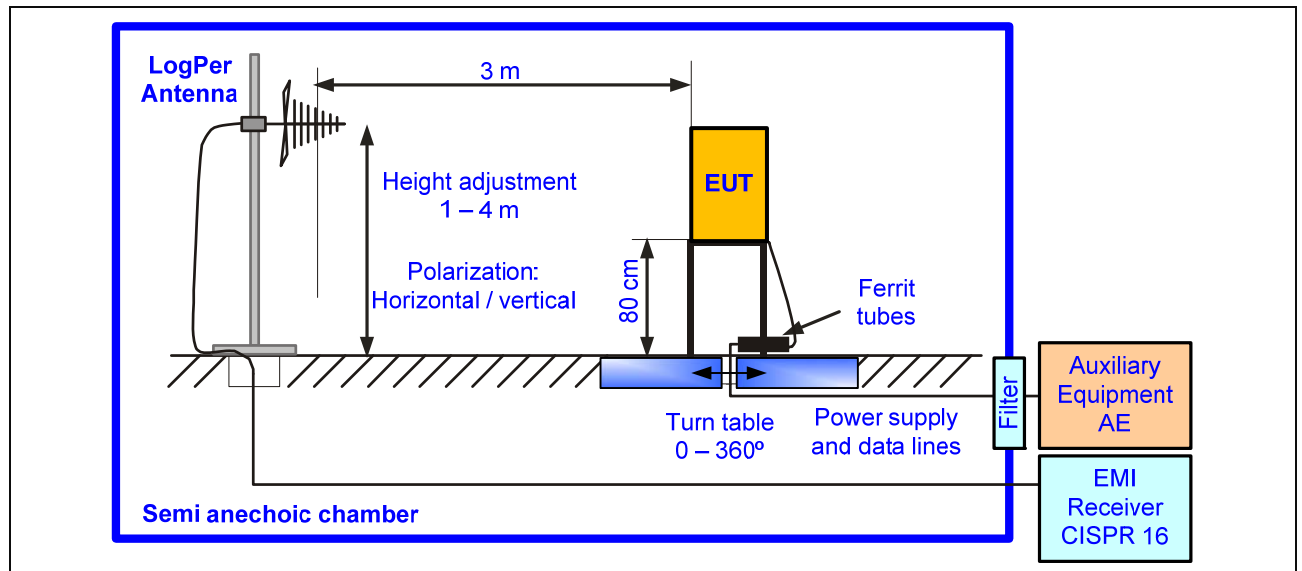 LogPer
Antenna
3 m
EUT
Height adjustment
1 – 4 m
Polarization:
Horizontal / vertical
80 cm
Ferrit
tubes
Turn table
0 – 360º
Power supply
and data lines
Filter
Auxiliary
Equipment
AE
EMI
Receiver
CISPR 16
Semi anechoic chamber